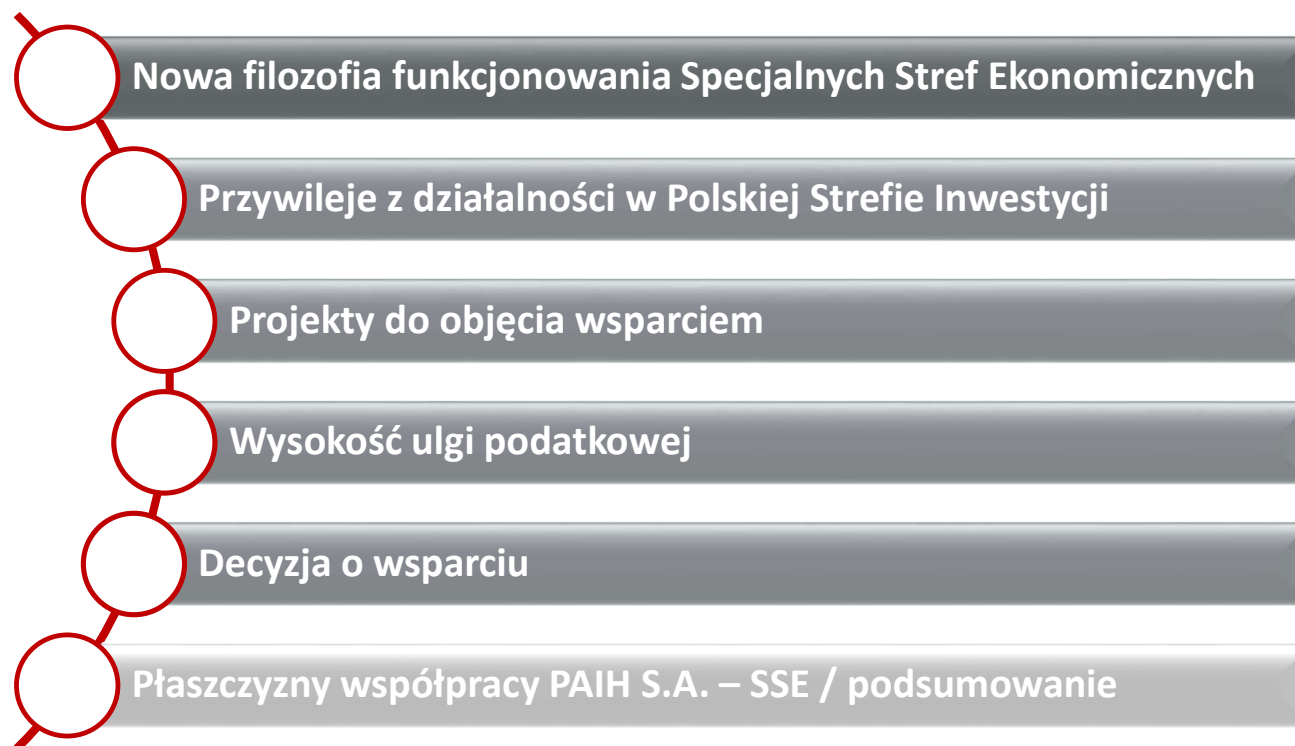 Nowa filozofia funkcjonowania Specjalnych Stref Ekonomicznych
Przywileje z działalności w Polskiej Strefie Inwestycji
Projekty do objęcia wsparciem
Wysokość ulgi podatkowej
Decyzja o wsparciu
Płaszczyzny współpracy PAIH S.A. – SSE / podsumowanie